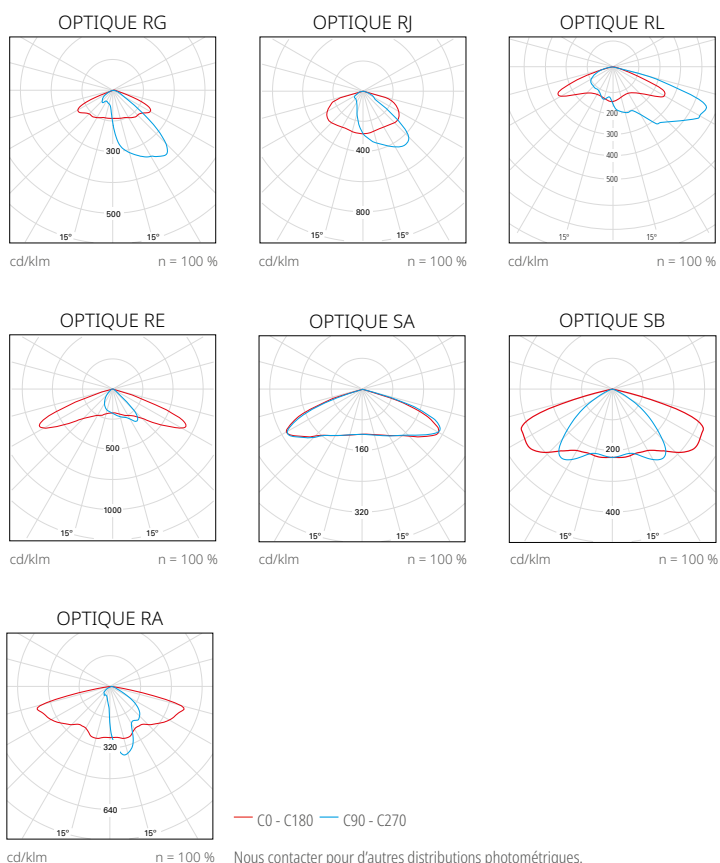 OPTIQUE RG
300
500
15° 15°
cd/klm n = 100 %
OPTIQUE RJ
400
800
15° 15°
cd/klm n = 100 %
OPTIQUE RL
200
300
400
500
15° 15°
cd/klm n = 100 %
OPTIQUE RE
500
1000
15° 15°
cd/klm n = 100 %
OPTIQUE SA
160
320
15° 15°
cd/klm n = 100 %
OPTIQUE SB
200
400
15° 15°
cd/klm n = 100 %
OPTIQUE RA
320
640
15° 15°
cd/klm n = 100 %
C0 - C180 C90 - C270
Nous contacter pour d'autres distributions photométriques.